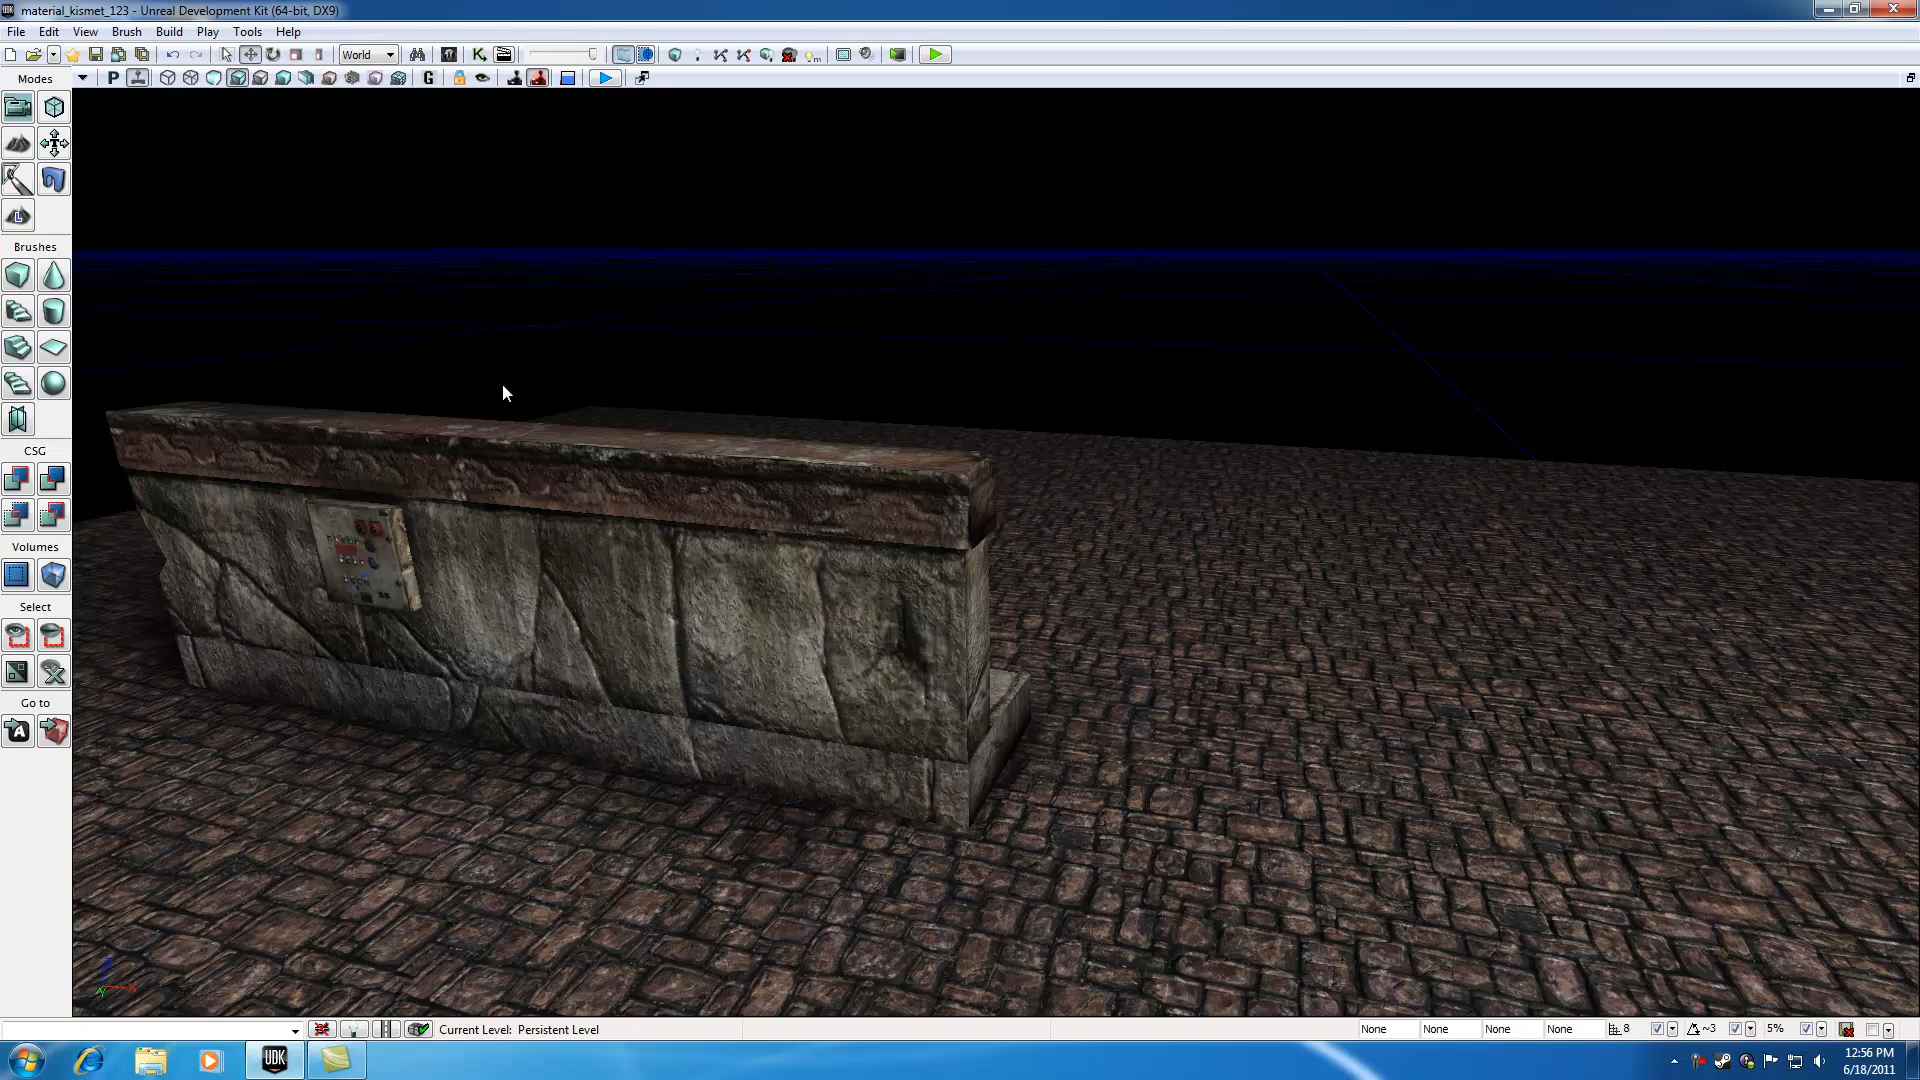 material_kismet_123 - Unreal Development Kit (64-bit, DX9)
File Edit View Brush Build Play Tools Help
World
Modes
P G
Brushes
CSG
Volumes
Select
Go to
A
Current Level: Persistent Level
None None None None 8 ~3 5%
UDK
12:56 PM
6/18/2011